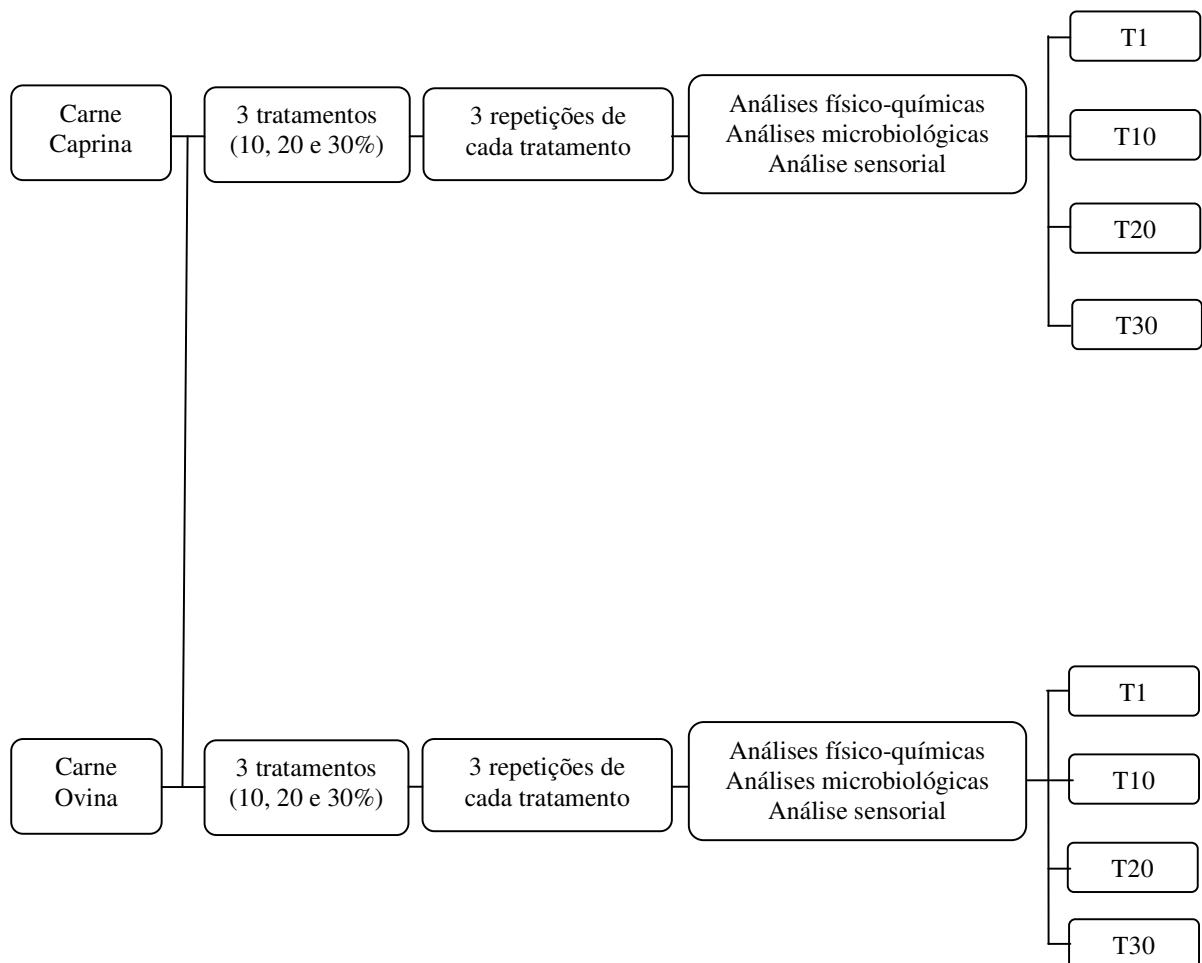 Carne
Caprina
3 tratamentos
(10, 20 e 30%)
3 repetições de
cada tratamento
Análises físico-químicas
Análises microbiológicas
Análise sensorial
T1
T10
T20
T30
Carne
Ovina
3 tratamentos
(10, 20 e 30%)
3 repetições de
cada tratamento
Análises físico-químicas
Análises microbiológicas
Análise sensorial
T1
T10
T20
T30